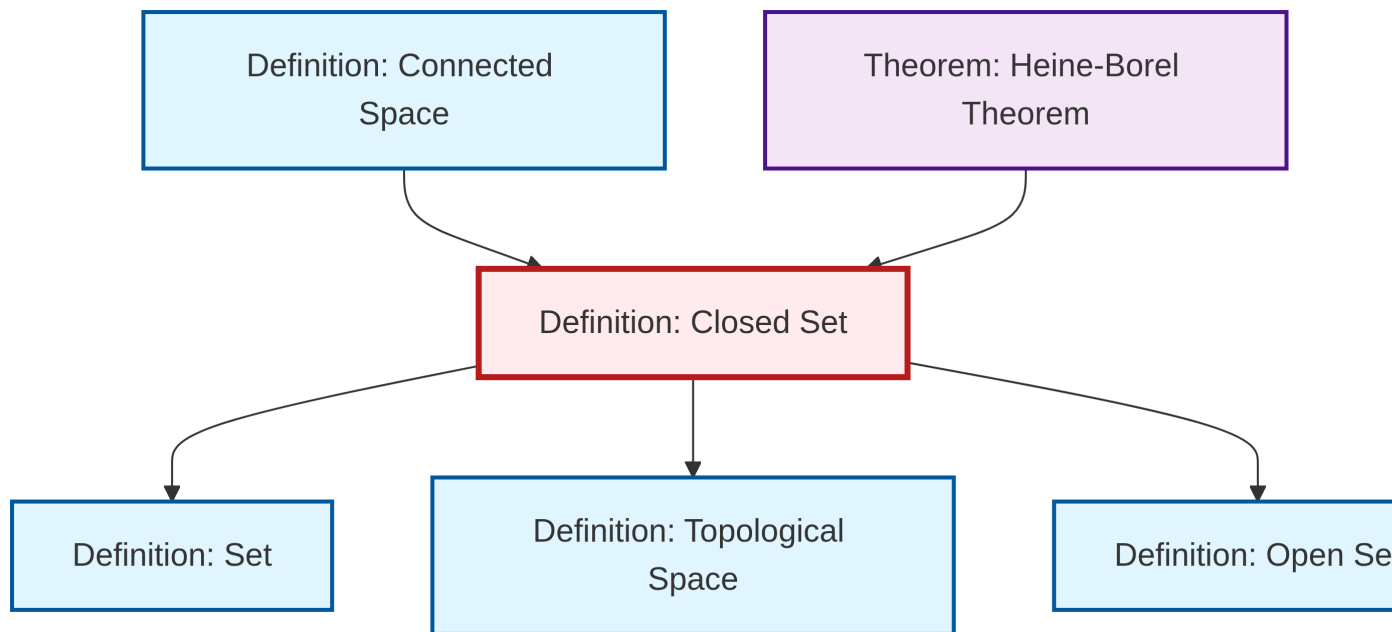 Definition: Connected
Space
Theorem: Heine-Borel
Theorem
Definition: Closed Set
Definition: Set
Definition: Topological
Space
Definition: Open Se